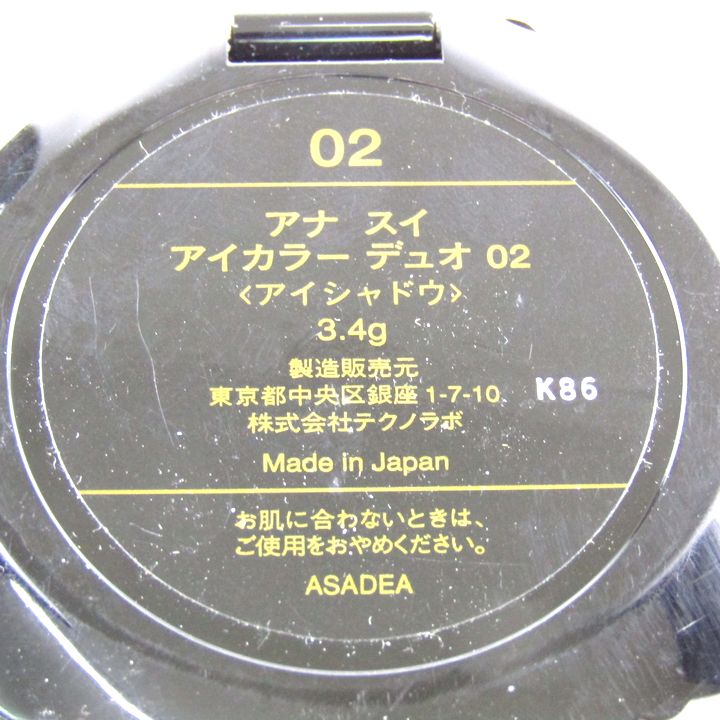 02
アナ スイ
アイカラー デュオ 02
<アイシャドウ>
3.4g
製造販売元
東京都中央区銀座1-7-10
K86
株式会社テクノラボ
Made in Japan
お肌に合わないときは、
ご使用をおやめください。
ASADEA